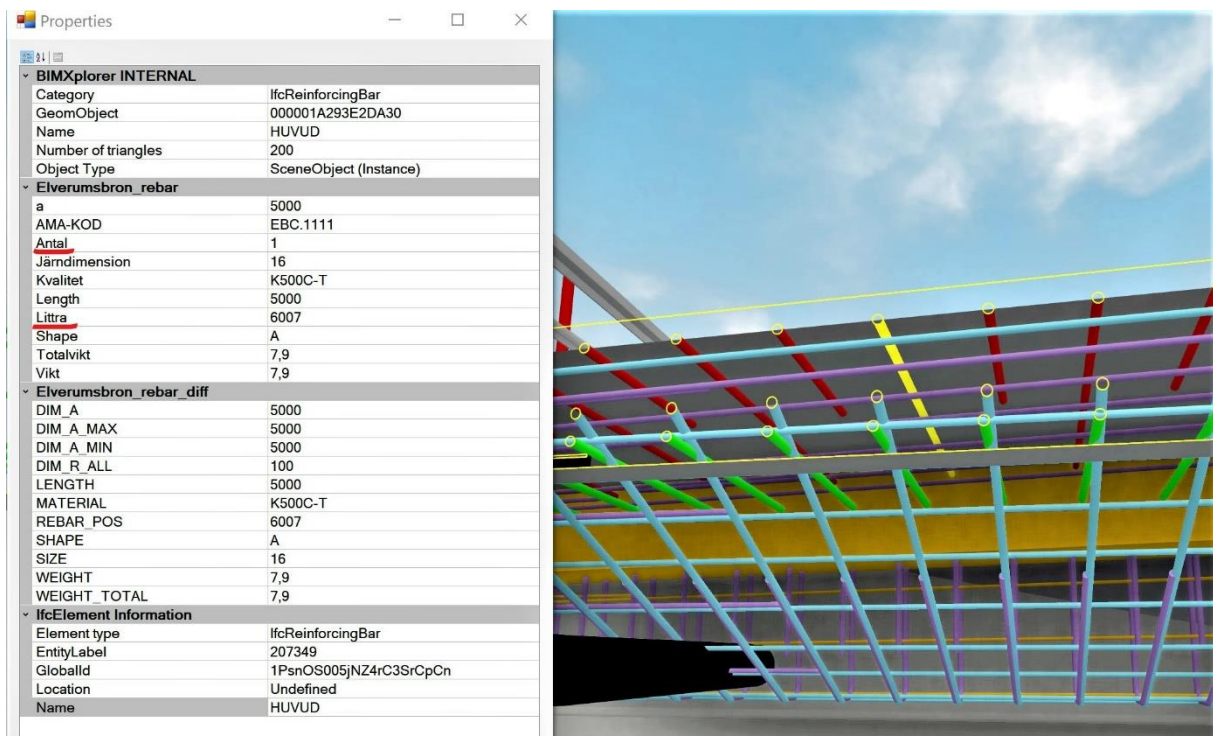 Properties
BIMXplorer INTERNAL
Category IfcReinforcingBar
GeomObject 000001A293E2DA30
Name HUVUD
Number of triangles 200
Object Type SceneObject (Instance)
Elverumsbron_rebar
a 5000
AMA-KOD EBC.1111
Antal 1
Järndimension 16
Kvalitet K500C-T
Length 5000
Littra 6007
Shape A
Totalvikt 7,9
Vikt 7,9
Elverumsbron_rebar_diff
DIM_A 5000
DIM_A_MAX 5000
DIM_A_MIN 5000
DIM_R_ALL 100
LENGTH 5000
MATERIAL K500C-T
REBAR_POS 6007
SHAPE A
SIZE 16
WEIGHT 7,9
WEIGHT_TOTAL 7,9
IfcElement Information
Element type IfcReinforcingBar
EntityLabel 207349
GlobalId 1PsnOS005jNZ4rC3SrCpCn
Location Undefined
Name HUVUD